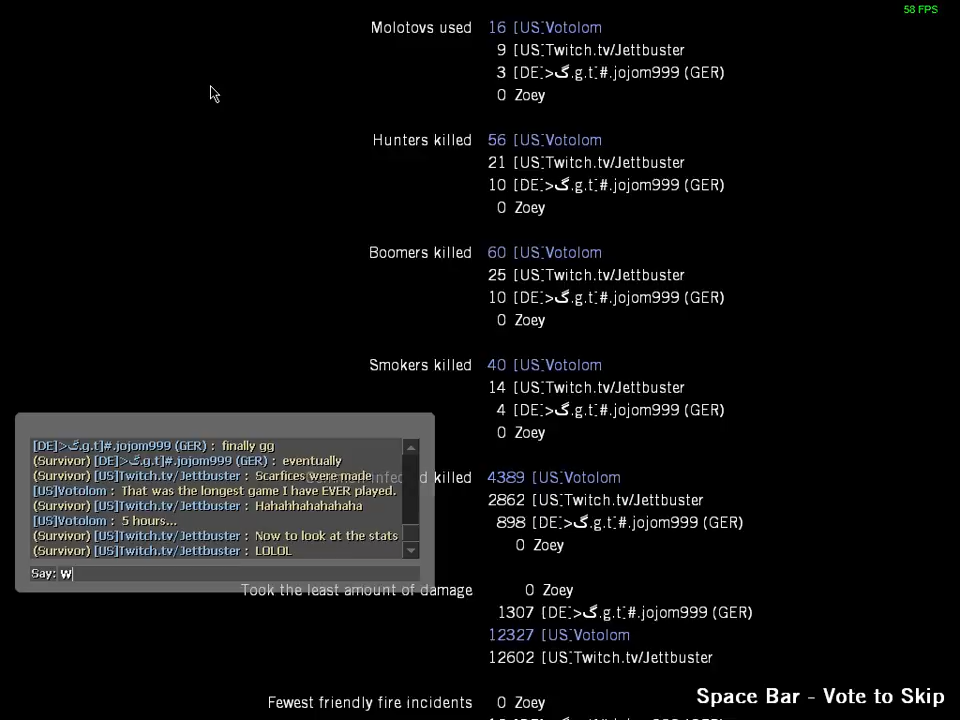 58 FPS
Molotovs used 16 [US]Votolom
9 [US]Twitch.tv/Jettbuster
3 [DE]>گ.g.t]#.jojom999 (GER)
0 Zoey
Hunters killed 56 [US]Votolom
21 [US]Twitch.tv/Jettbuster
10 [DE]>گ.g.t]#.jojom999 (GER)
0 Zoey
Boomers killed 60 [US]Votolom
25 [US]Twitch.tv/Jettbuster
10 [DE]>گ.g.t]#.jojom999 (GER)
0 Zoey
Smokers killed 40 [US]Votolom
14 [US]Twitch.tv/Jettbuster
4 [DE]>گ.g.t]#.jojom999 (GER)
0 Zoey
killed 4389 [US]Votolom
2862 [US]Twitch.tv/Jettbuster
898 [DE]>گ.g.t]#.jojom999 (GER)
0 Zoey
[DE]>گ.g.t]#.jojom999 (GER) : finally gg
(Survivor) [DE]>گ.g.t]#.jojom999 (GER) : eventually
(Survivor) [US]Twitch.tv/Jettbuster : Scarfices were made
[US]Votolom : That was the longest game I have EVER played.
(Survivor) [US]Twitch.tv/Jettbuster : Hahahhahahahaha
[US]Votolom : 5 hours...
(Survivor) [US]Twitch.tv/Jettbuster : Now to look at the stats
(Survivor) [US]Twitch.tv/Jettbuster : LOLOL
Say: W
Took the least amount of damage 0 Zoey
1307 [DE]>گ.g.t]#.jojom999 (GER)
12327 [US]Votolom
12602 [US]Twitch.tv/Jettbuster
Fewest friendly fire incidents 0 Zoey
Space Bar - Vote to Skip